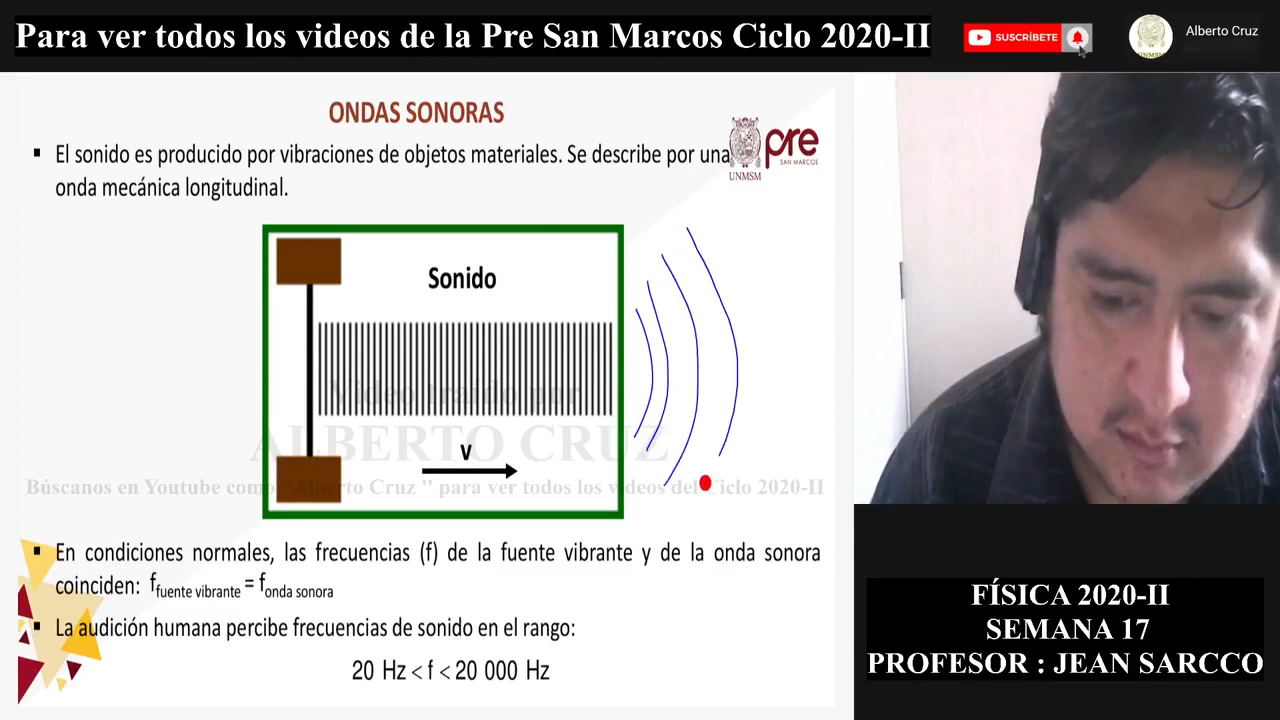 Para ver todos los videos de la Pre San Marcos Ciclo 2020-II
SUSCRÍBETE
Alberto Cruz
ONDAS SONORAS
▪ El sonido es producido por vibraciones de objetos materiales. Se describe por una
onda mecánica longitudinal.
pre
SAN MARCOS
UNMSM
Sonido
Video traído por
ALBERTO CRUZ
v
Búscanos en Youtube como "Alberto Cruz " para ver todos los videos del Ciclo 2020-II
▪ En condiciones normales, las frecuencias (f) de la fuente vibrante y de la onda sonora
coinciden: f fuente vibrante = f onda sonora
▪ La audición humana percibe frecuencias de sonido en el rango:
20 Hz < f < 20 000 Hz
FÍSICA 2020-II
SEMANA 17
PROFESOR : JEAN SARCCO